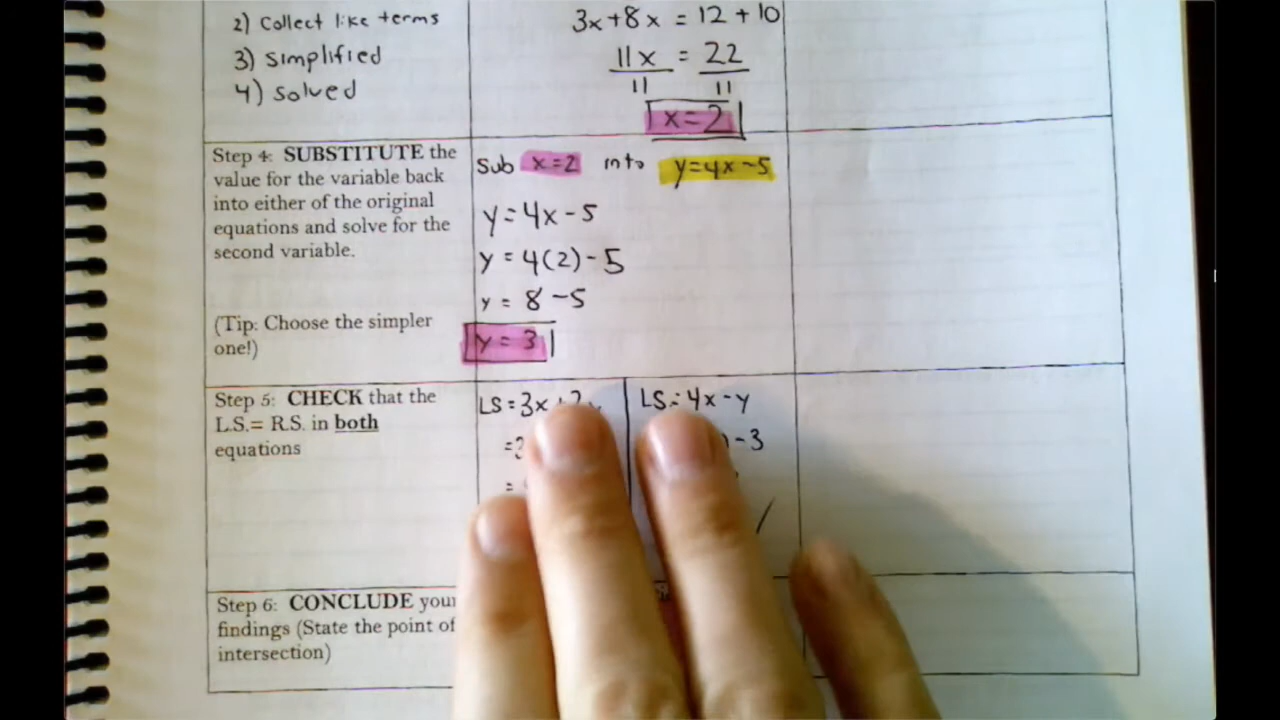 2) Collect like terms
3) simplified
4) solved
3x+8x = 12 + 10
11x = 22
11 11
x=2
Step 4: SUBSTITUTE the
value for the variable back
into either of the original
equations and solve for the
second variable.
(Tip: Choose the simpler
one!)
Sub x=2 into y=4x-5
y=4x-5
y = 4(2)-5
y = 8-5
y = 3
Step 5: CHECK that the
L.S.= R.S. in both
equations
LS=3x
LS=4x-y
-3
Step 6: CONCLUDE
findings (State the point of
intersection)